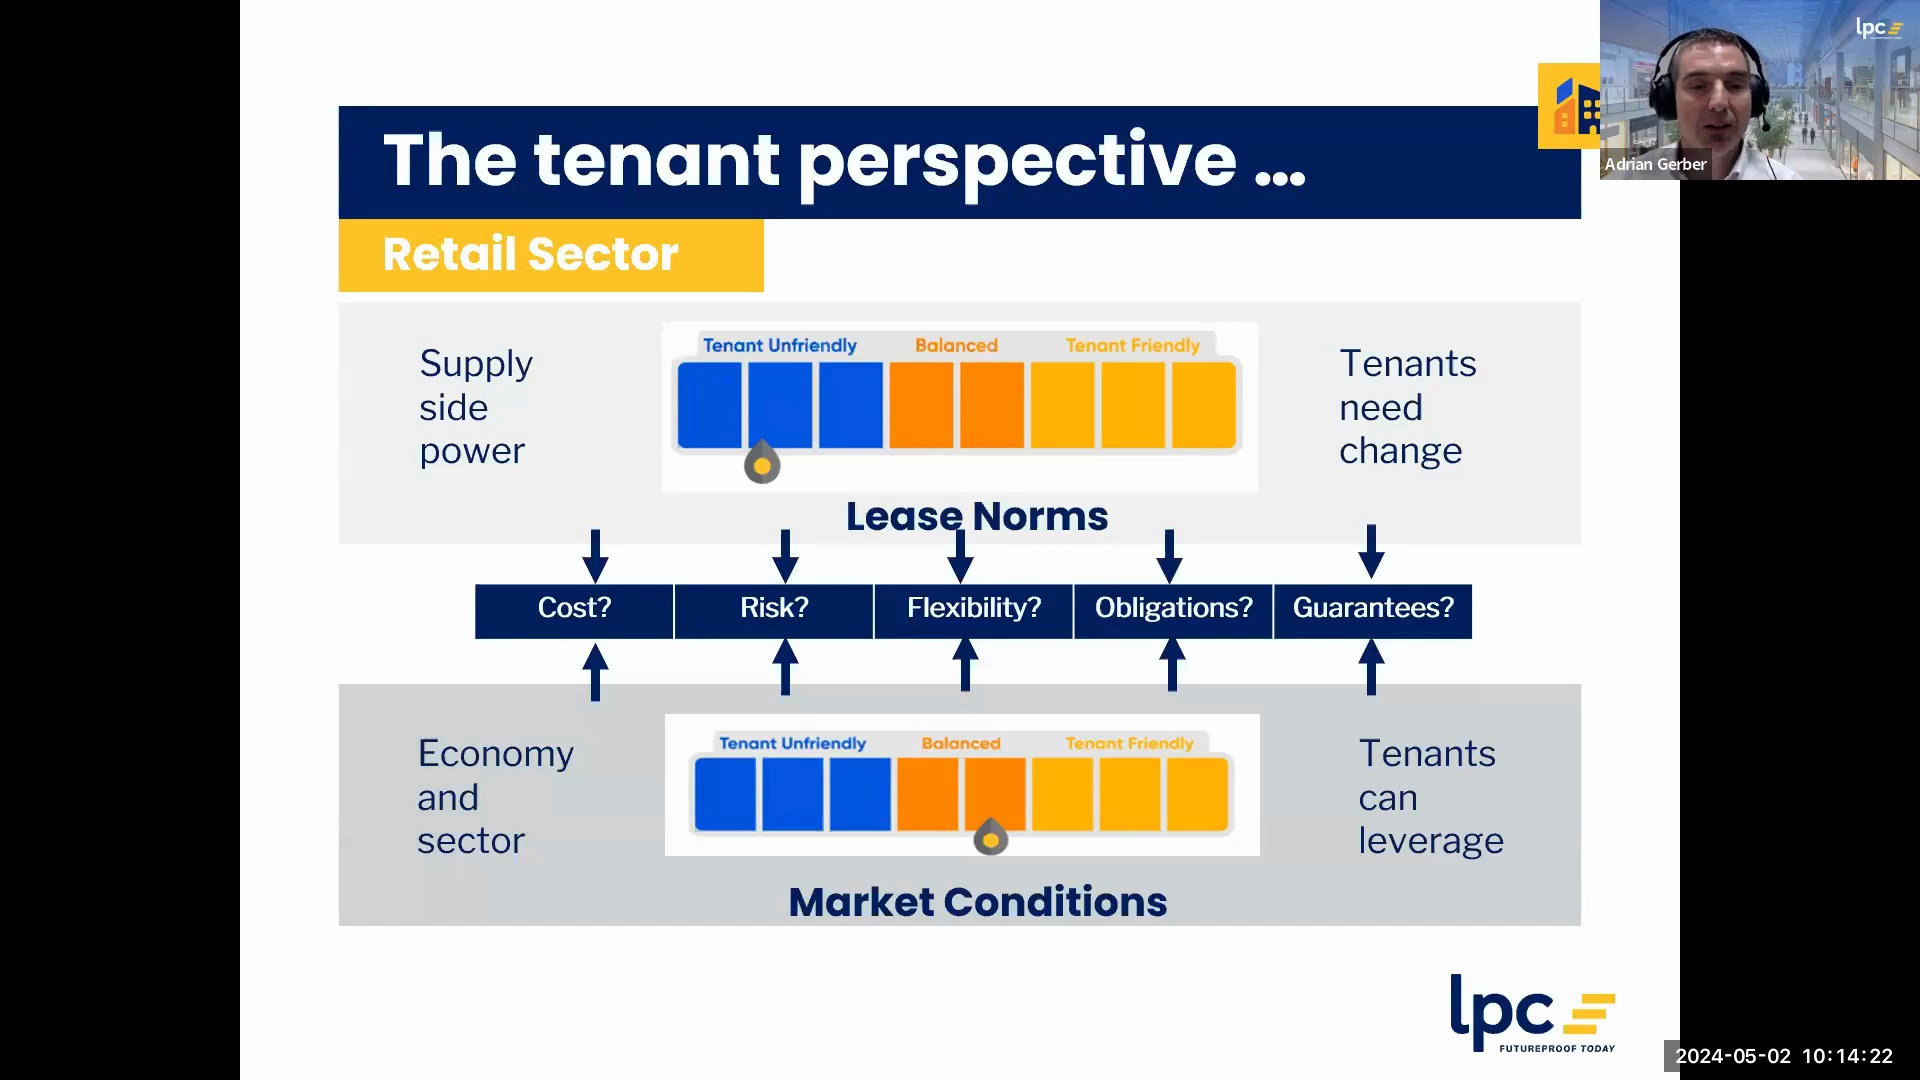 The tenant perspective ...
lpc
Adrian Gerber
Retail Sector
Supply
side
power
Tenant Unfriendly
Balanced
Tenant Friendly
Tenants
need
change
Lease Norms
Cost?
Risk?
Flexibility?
Obligations?
Guarantees?
Economy
and
sector
Tenant Unfriendly
Balanced
Tenant Friendly
Tenants
can
leverage
Market Conditions
lpc
FUTUREPROOF TODAY
2024-05-02 10:14:22